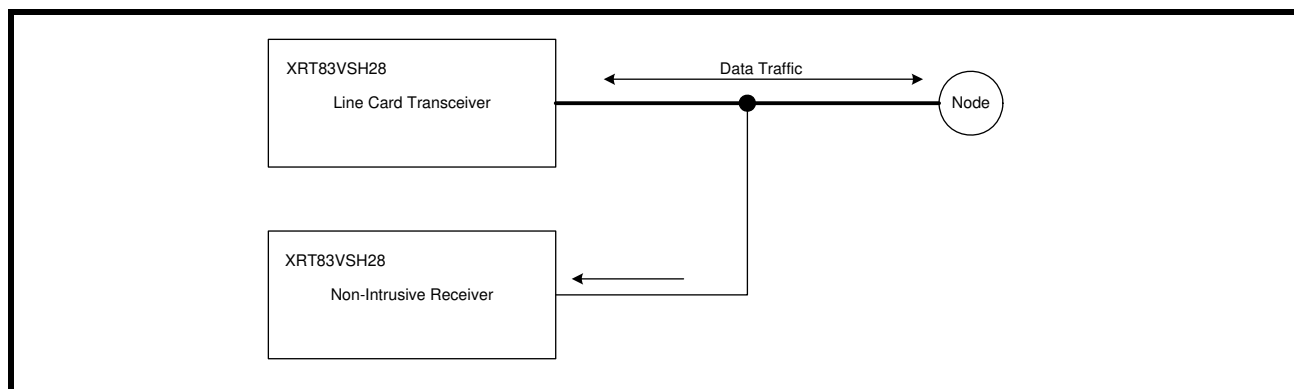 XRT83VSH28
Line Card Transceiver
Data Traffic
Node
XRT83VSH28
Non-Intrusive Receiver